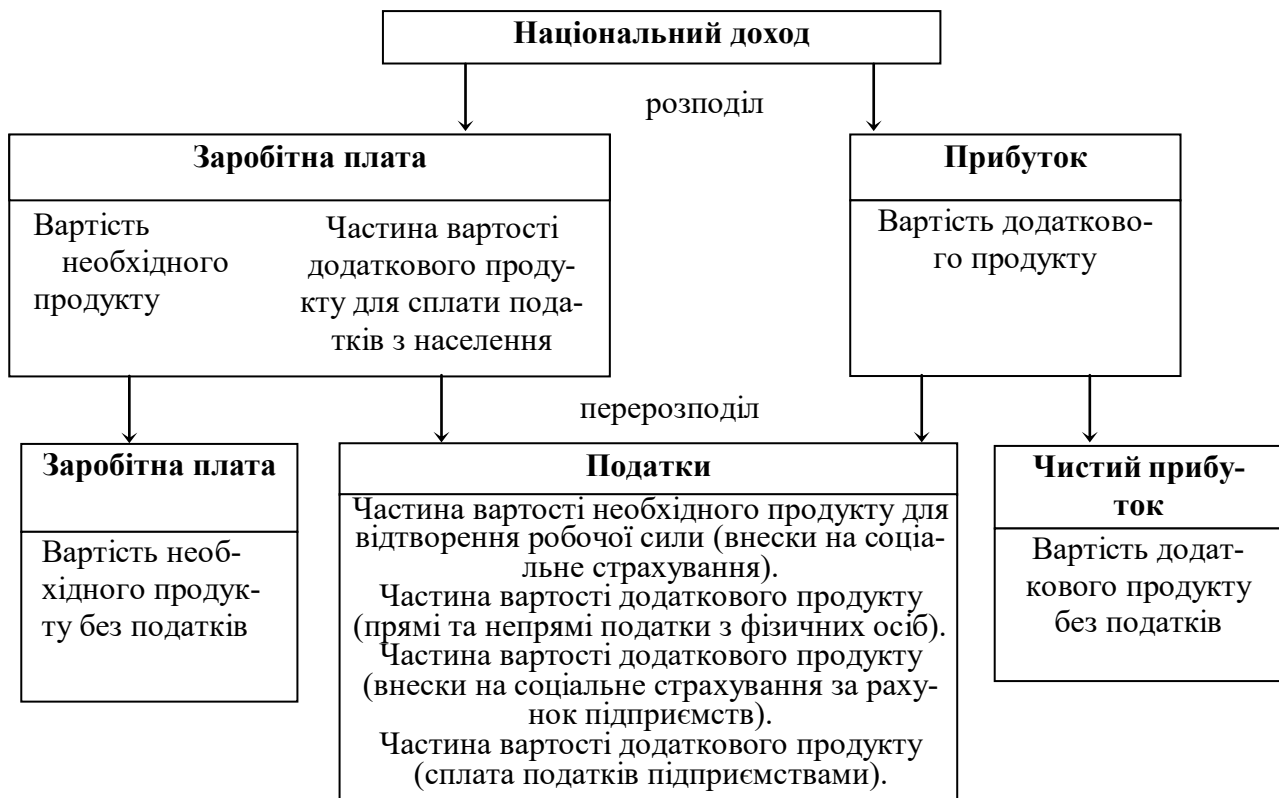 Національний доход
розподіл
Заробітна плата
Вартість
необхідного
продукту
Частина вартості
додаткового проду-
кту для сплати пода-
тків з населення
Прибуток
Вартість додатково-
го продукту
перерозподіл
Заробітна плата
Вартість необ-
хідного продук-
ту без податків
Податки
Частина вартості необхідного продукту для
відтворення робочої сили (внески на соціа-
льне страхування).
Частина вартості додаткового продукту
(прямі та непрямі податки з фізичних осіб).
Частина вартості додаткового продукту
(внески на соціальне страхування за раху-
нок підприємств).
Частина вартості додаткового продукту
(сплата податків підприємствами).
Чистий прибу-
ток
Вартість додат-
кового продукту
без податків